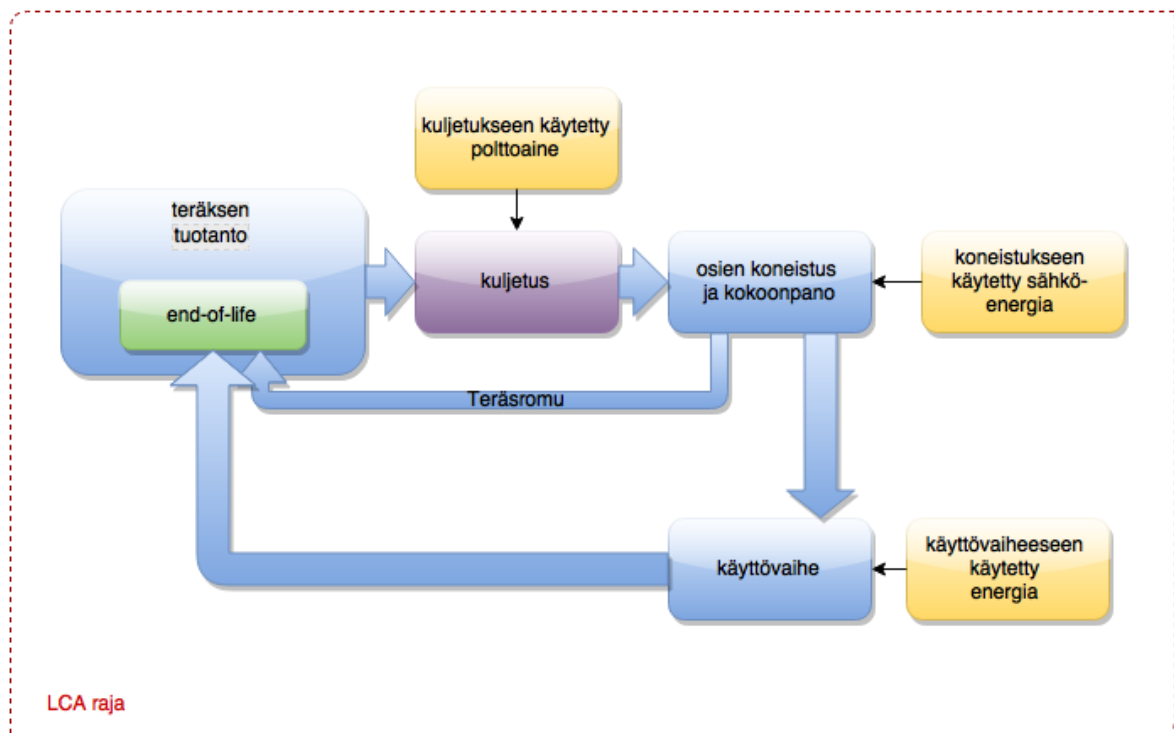 kuljetukseen käytetty
polttoaine
teräksen
tuotanto
end-of-life
kuljetus
osien koneistus
ja kokoonpano
koneistukseen
käytetty sähkö-
energia
Teräsromu
käyttövaihe
käyttövaiheeseen
käytetty
energia
LCA raja